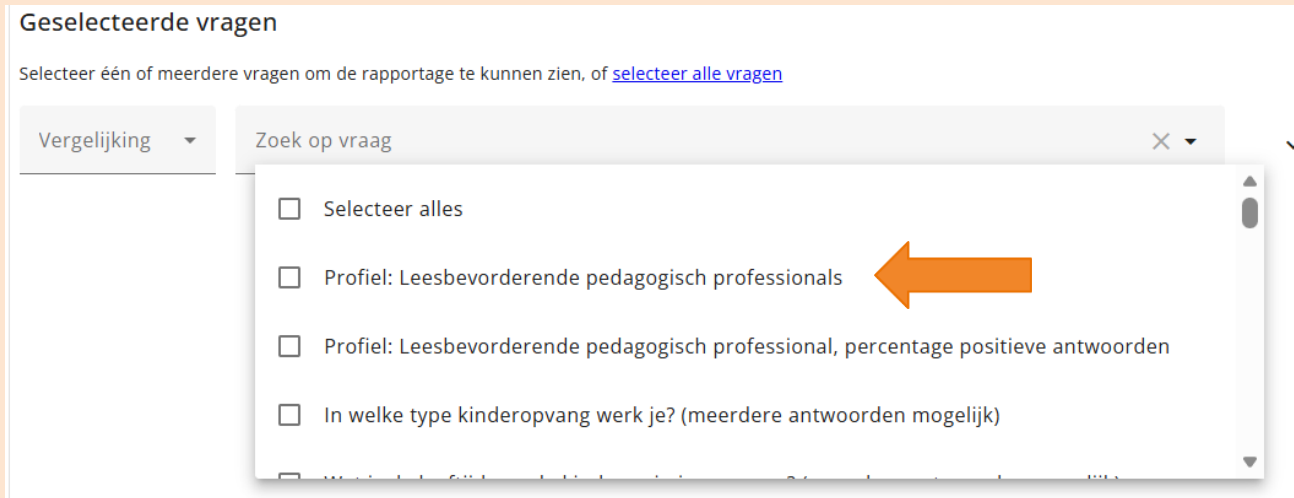 Geselecteerde vragen
Selecteer één of meerdere vragen om de rapportage te kunnen zien, of selecteer alle vragen
Vergelijking
Zoek op vraag
Selecteer alles
Profiel: Leesbevorderende pedagogisch professionals
Profiel: Leesbevorderende pedagogisch professional, percentage positieve antwoorden
In welke type kinderopvang werk je? (meerdere antwoorden mogelijk)